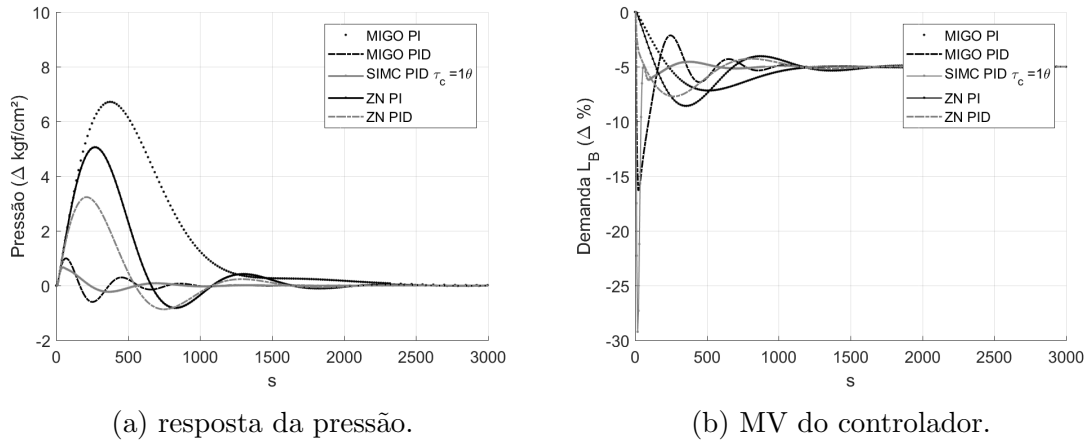 10
8
6
4
2
0
-2
Pressão (Δ kgf/cm²)
0
500
1000
1500
2000
2500
3000
s
MIGO PI
MIGO PID
SIMC PID τc =1θ
ZN PI
ZN PID
(a) resposta da pressão.
0
-5
-10
-15
-20
-25
-30
Demanda LB (Δ %)
0
500
1000
1500
2000
2500
3000
s
MIGO PI
MIGO PID
SIMC PID τc =1θ
ZN PI
ZN PID
(b) MV do controlador.